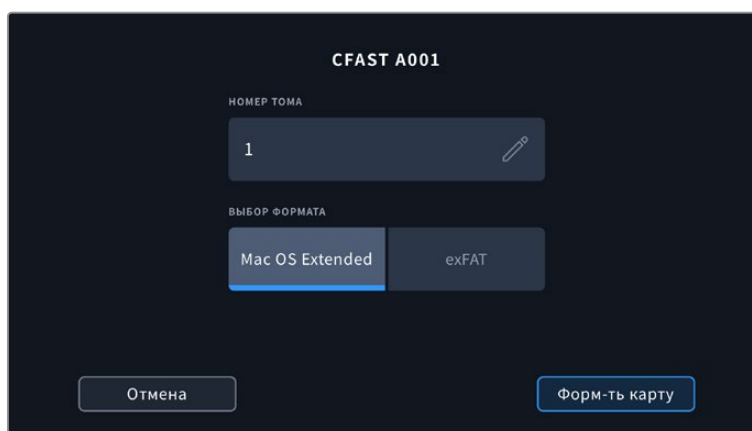 CFAST A001
НОМЕР ТОМА
1
ВЫБОР ФОРМАТА
Mac OS Extended exFAT
Отмена Форм-ть карту